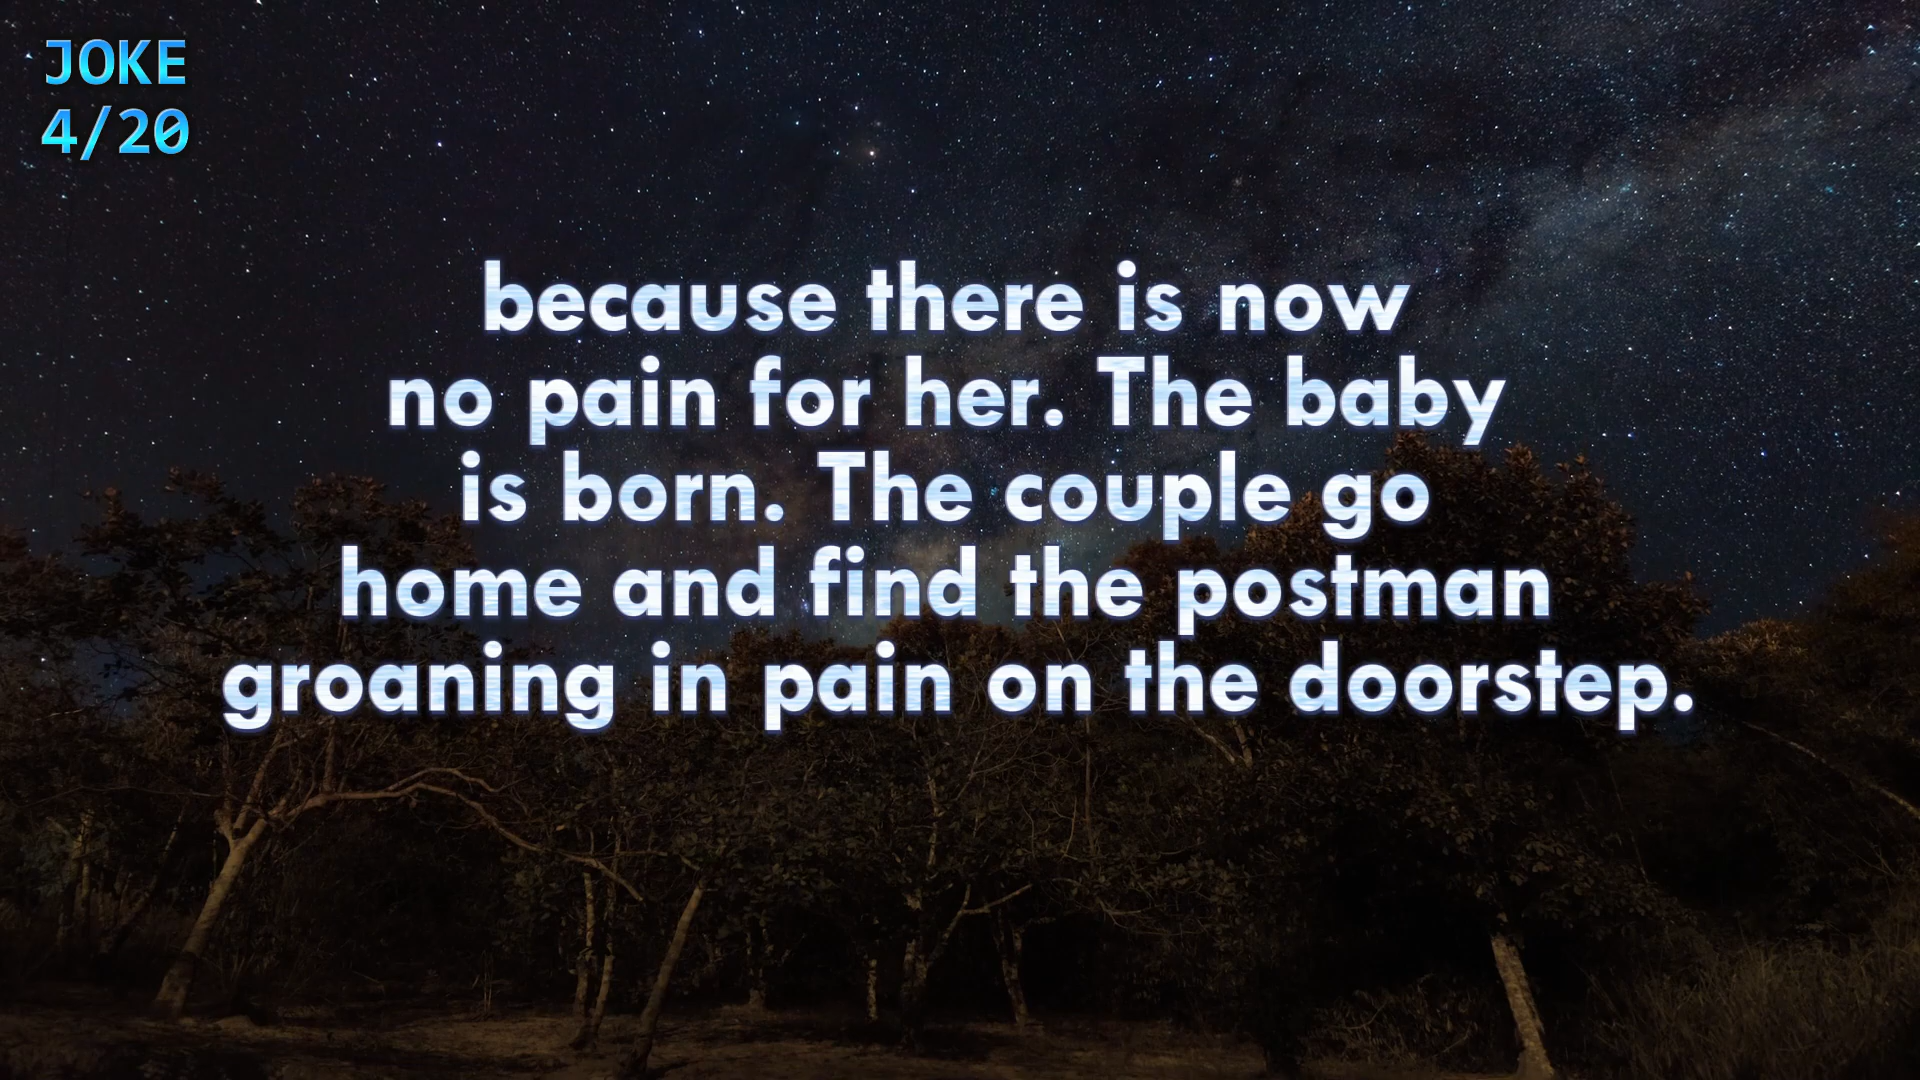 JOKE
4/20
because there is now
no pain for her. The baby
is born. The couple go
home and find the postman
groaning in pain on the doorstep.